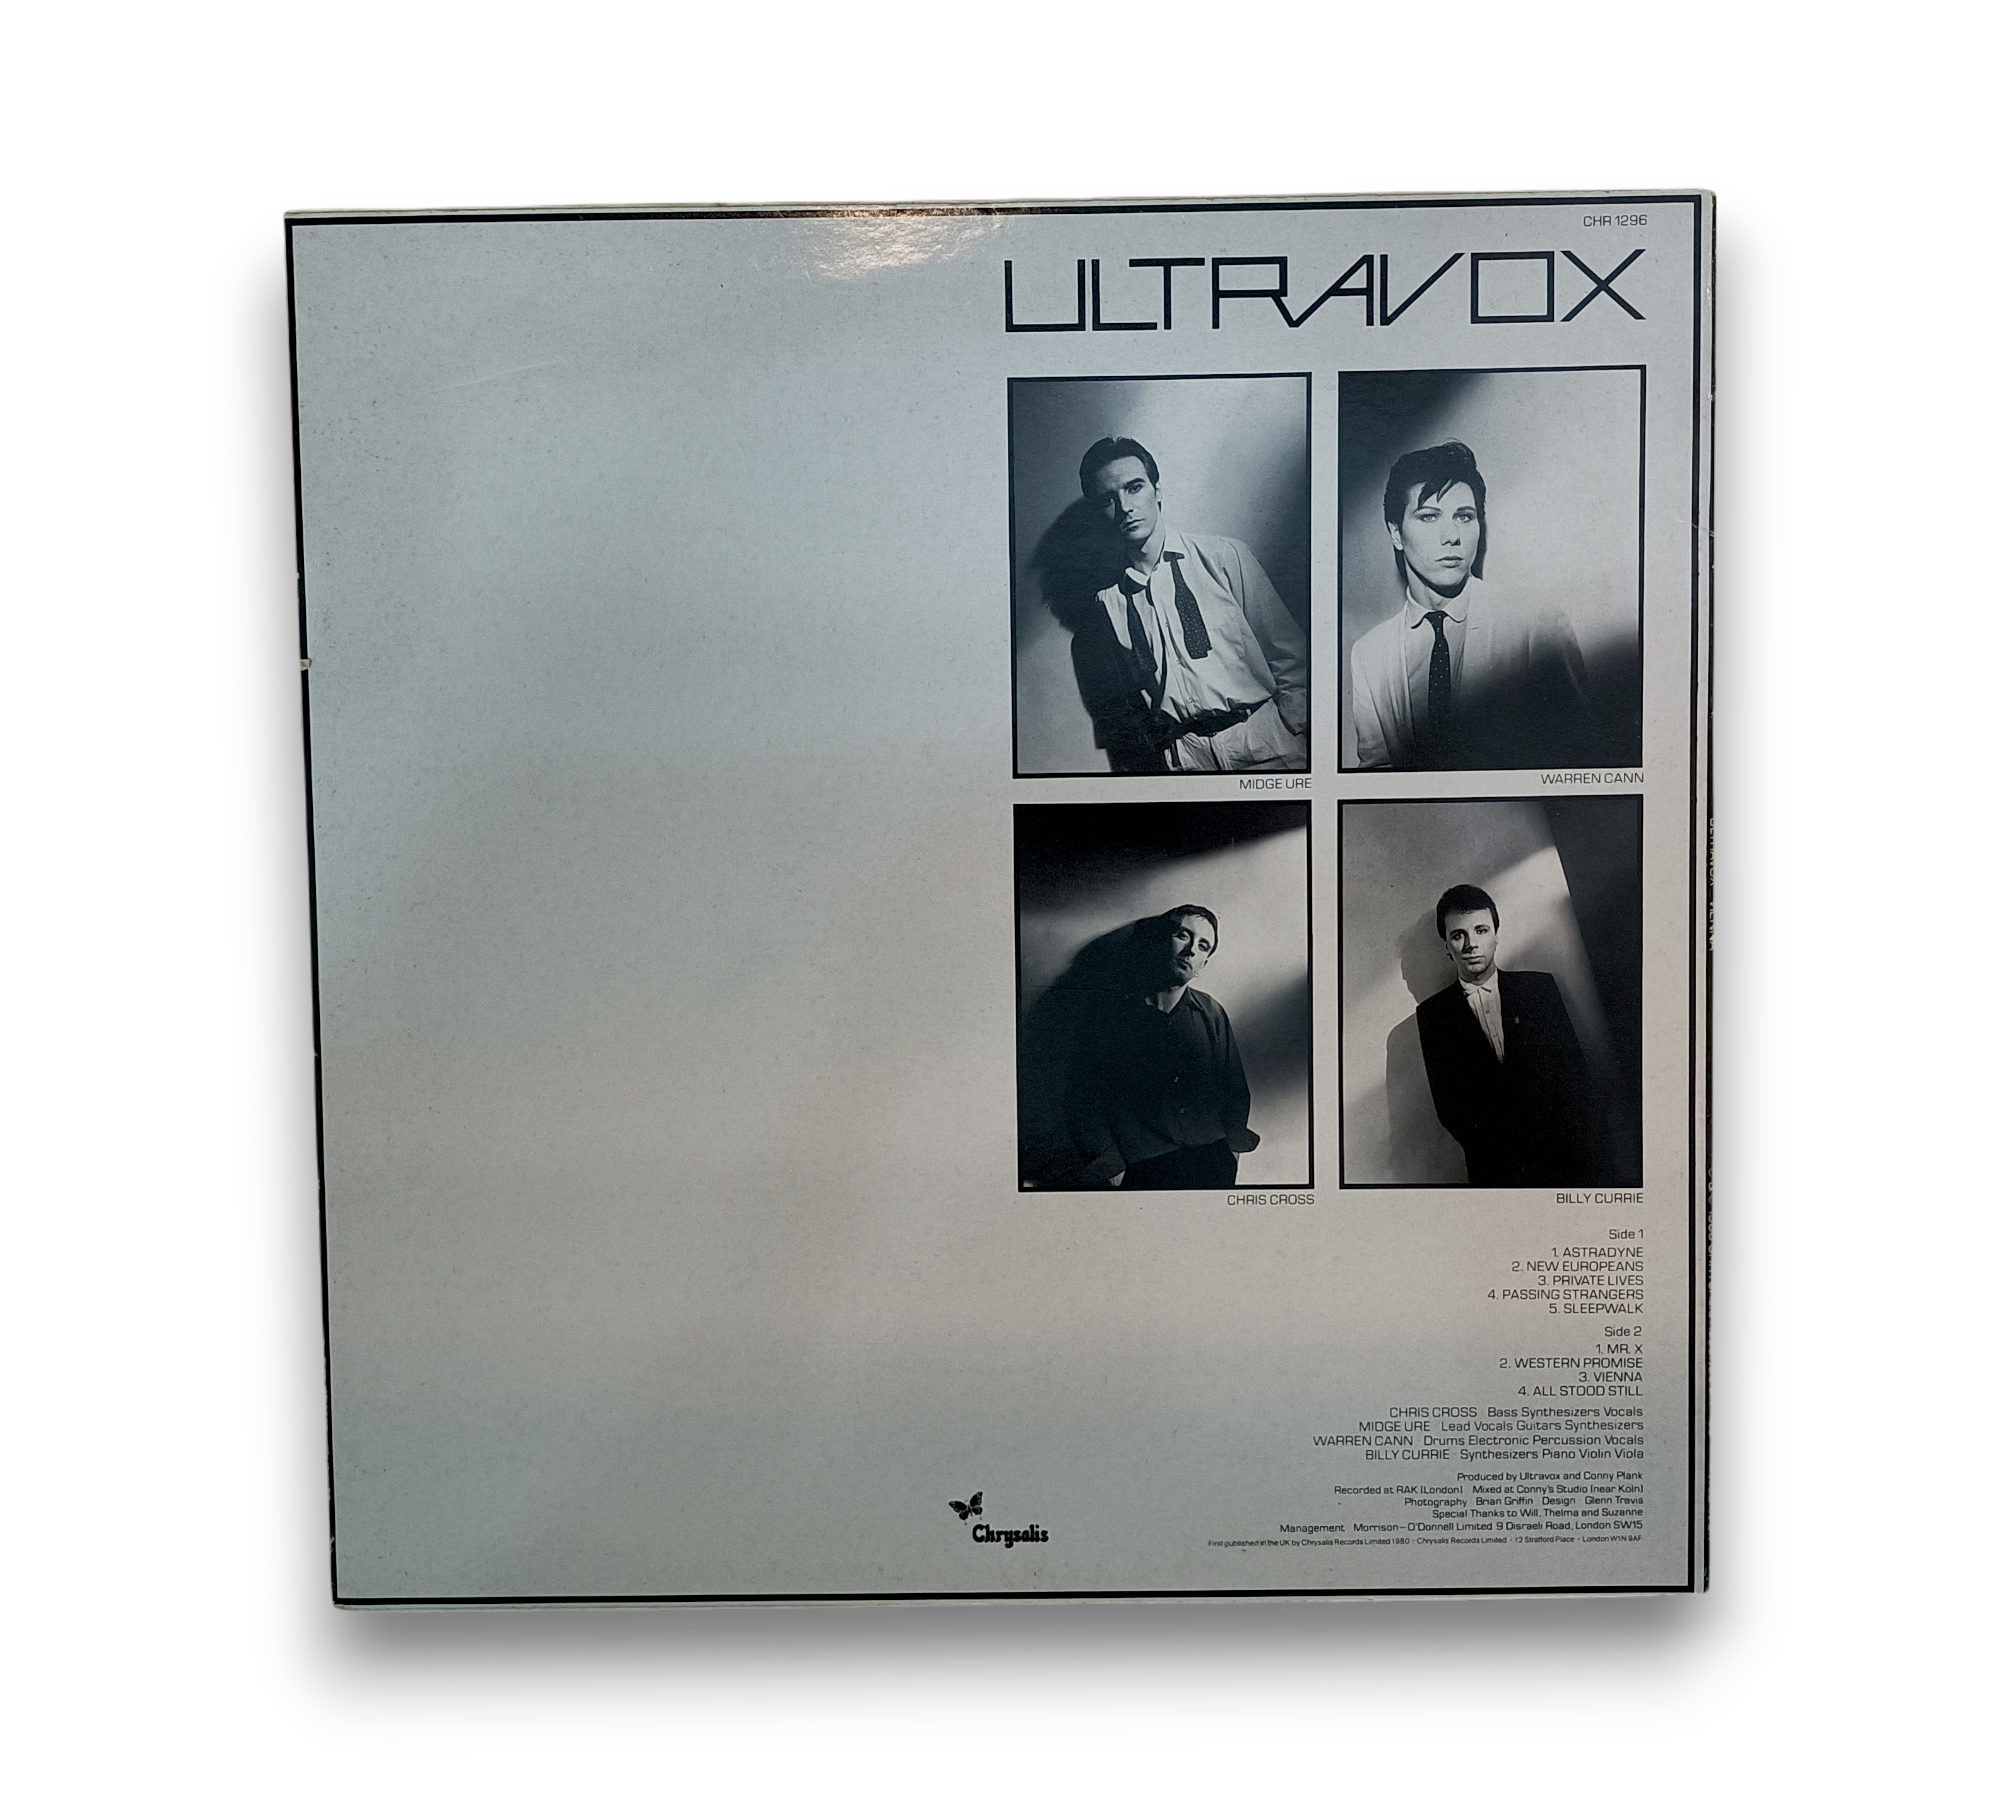 CHR 1296
ULTRAVOX
MIDGE URE
WARREN CANN
CHRIS CROSS
BILLY CURRIE
Side 1
1. ASTRADYNE
2. NEW EUROPEANS
3. PRIVATE LIVES
4. PASSING STRANGERS
5. SLEEPWALK
Side 2
1. MR. X
2. WESTERN PROMISE
3. VIENNA
4. ALL STOOD STILL
CHRIS CROSS · Bass Synthesizers Vocals
MIDGE URE · Lead Vocals Guitars Synthesizers
WARREN CANN · Drums Electronic Percussion Vocals
BILLY CURRIE · Synthesizers Piano Violin Viola
Produced by Ultravox and Conny Plank
Recorded at RAK (London) Mixed at Conny's Studio (near Köln)
Photography · Brian Griffin Design · Glenn Travis
Special Thanks to Will, Thelma and Suzanne
Management · Morrison-O'Donnell Limited 9 Disraeli Road, London SW15
First published in the UK by Chrysalis Records Limited 1980 · Chrysalis Records Limited · 12 Stratford Place · London W1N 9AF
Chrysalis
ULTRAVOX VIENNA